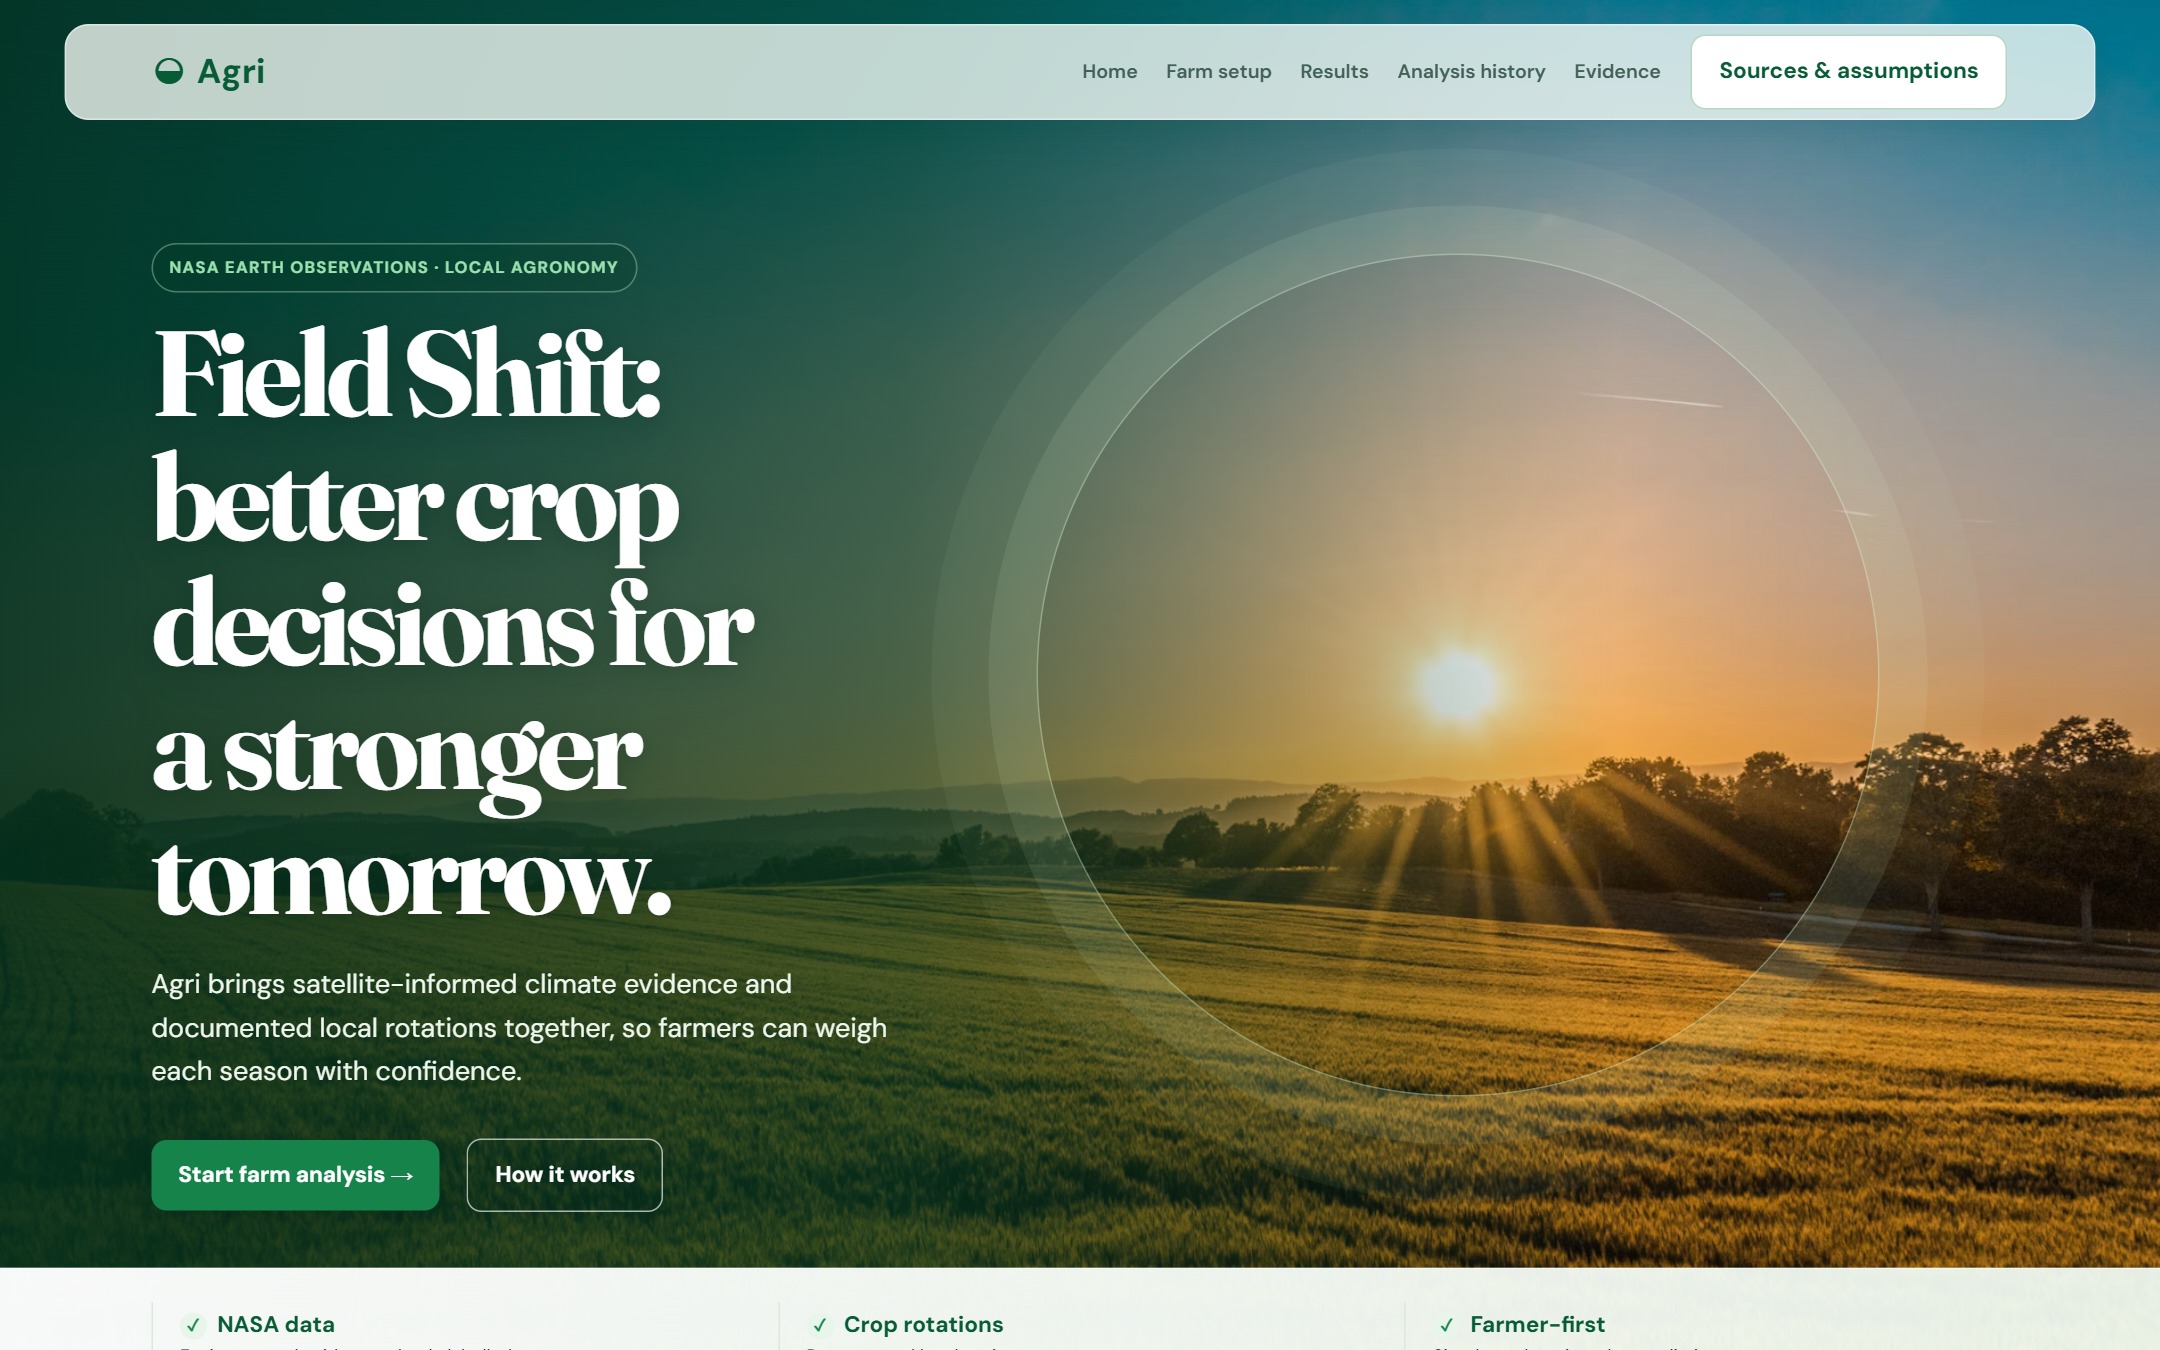 Agri
Home
Farm setup
Results
Analysis history
Evidence
Sources & assumptions
NASA EARTH OBSERVATIONS · LOCAL AGRONOMY
Field Shift:
better crop
decisions for
a stronger
tomorrow.
Agri brings satellite-informed climate evidence and
documented local rotations together, so farmers can weigh
each season with confidence.
Start farm analysis →
How it works
✓ NASA data
✓ Crop rotations
✓ Farmer-first